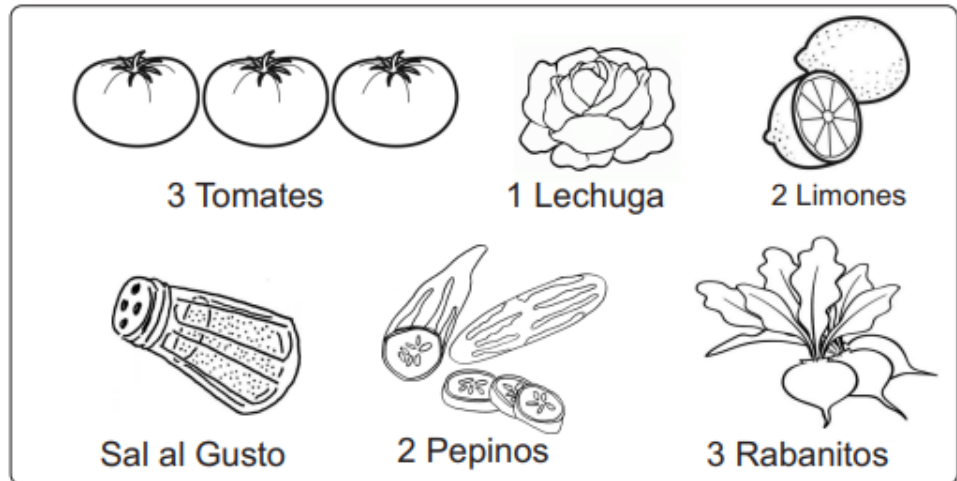 3 Tomates
1 Lechuga
2 Limones
Sal al Gusto
2 Pepinos
3 Rabanitos